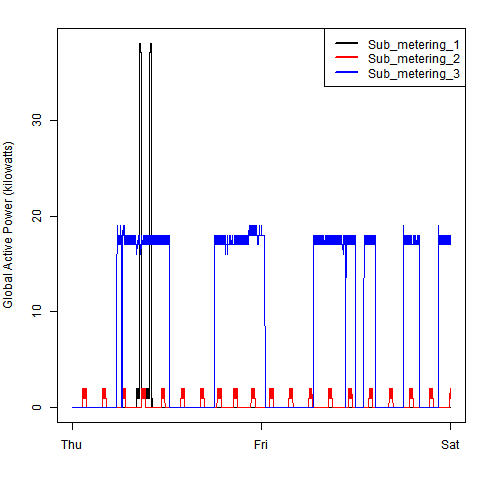 Sub_metering_1
Sub_metering_2
Sub_metering_3
Global Active Power (kilowatts)
30
20
10
0
Thu Fri Sat